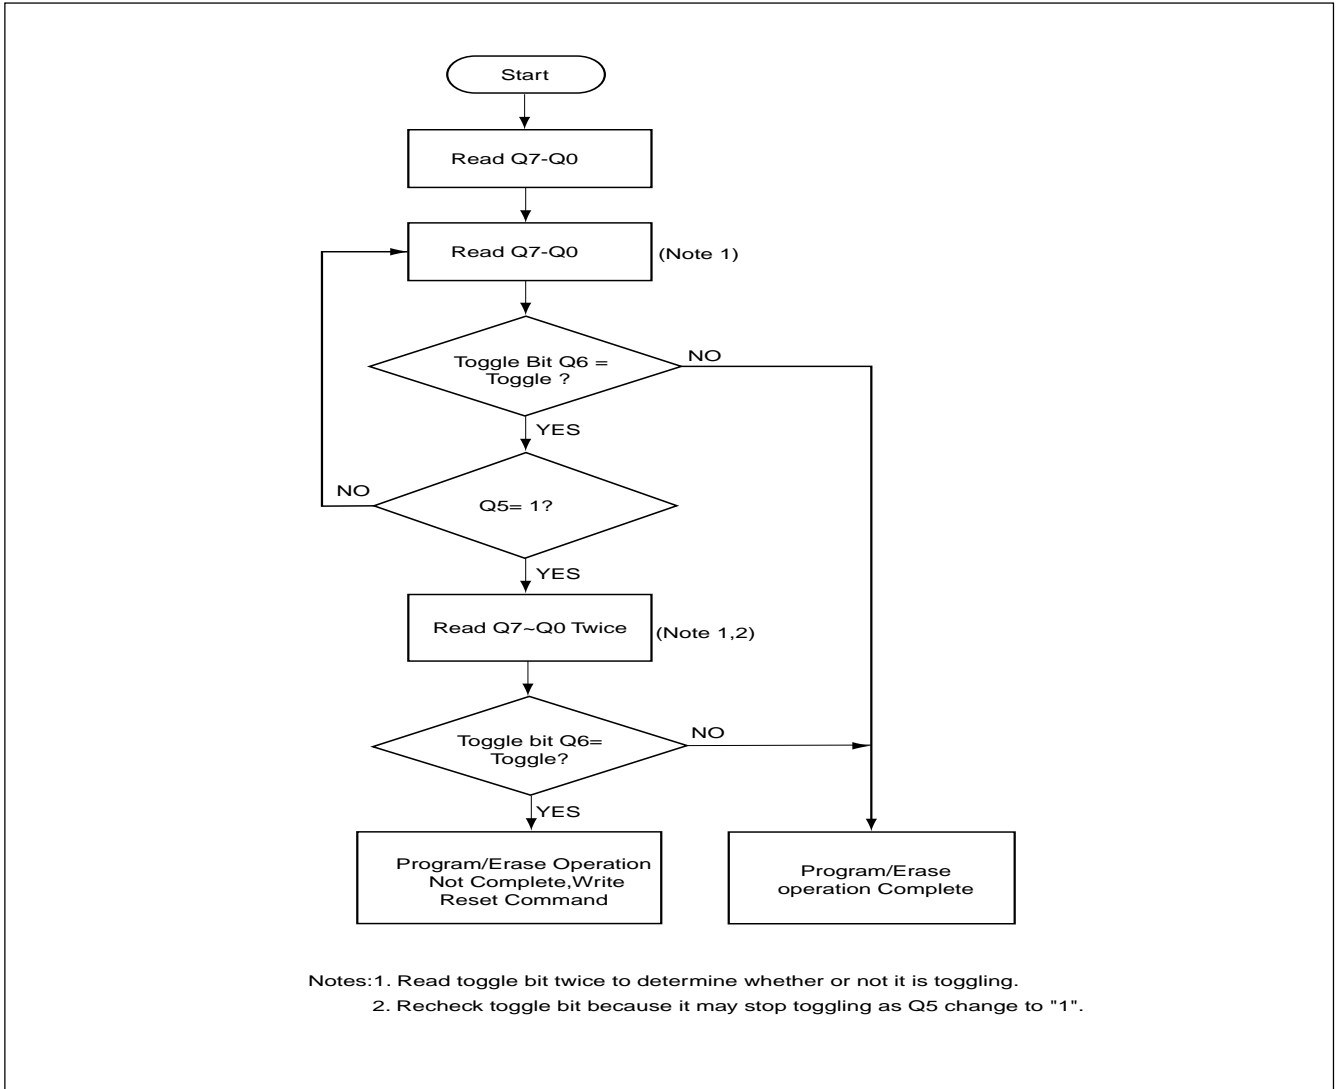 Start
Read Q7-Q0
Read Q7-Q0
(Note 1)
Toggle Bit Q6 =
Toggle ?
NO
YES
Q5= 1?
NO
YES
Read Q7~Q0 Twice
(Note 1,2)
Toggle bit Q6=
Toggle?
NO
YES
Program/Erase Operation
Not Complete,Write
Reset Command
Program/Erase
operation Complete
Notes:1. Read toggle bit twice to determine whether or not it is toggling.
2. Recheck toggle bit because it may stop toggling as Q5 change to "1".